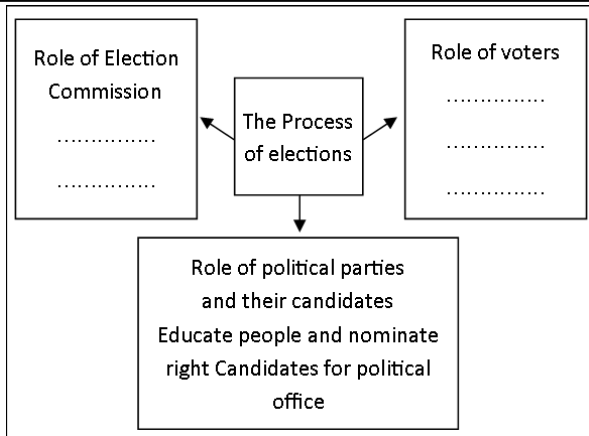 Role of Election
Commission
...............
...............
The Process
of elections
Role of voters
...............
...............
...............
Role of political parties
and their candidates
Educate people and nominate
right Candidates for political
office